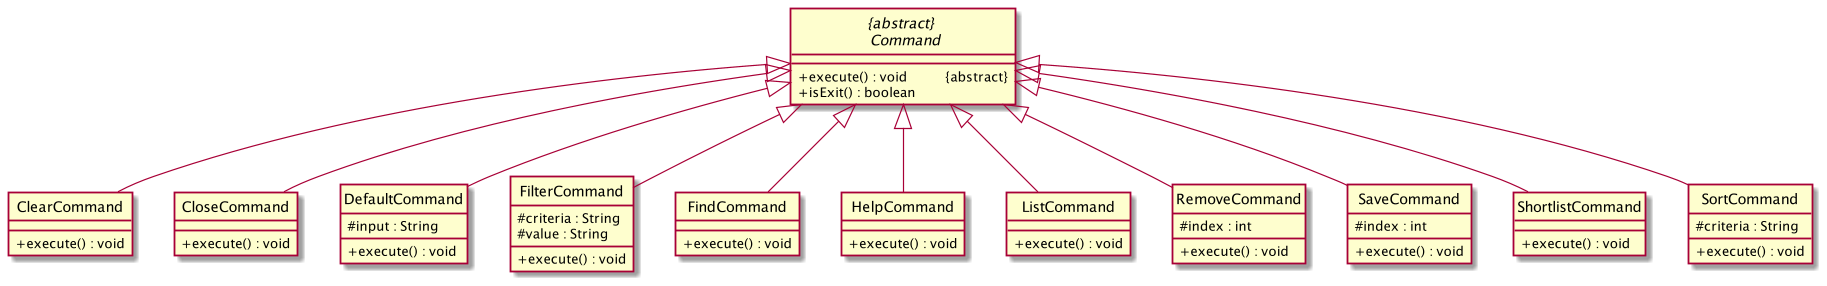 {abstract}
Command
+execute() : void {abstract}
+isExit() : boolean
ClearCommand
+execute() : void
CloseCommand
+execute() : void
DefaultCommand
#input : String
+execute() : void
FilterCommand
#criteria : String
#value : String
+execute() : void
FindCommand
+execute() : void
HelpCommand
+execute() : void
ListCommand
+execute() : void
RemoveCommand
#index : int
+execute() : void
SaveCommand
#index : int
+execute() : void
ShortlistCommand
+execute() : void
SortCommand
#criteria : String
+execute() : void